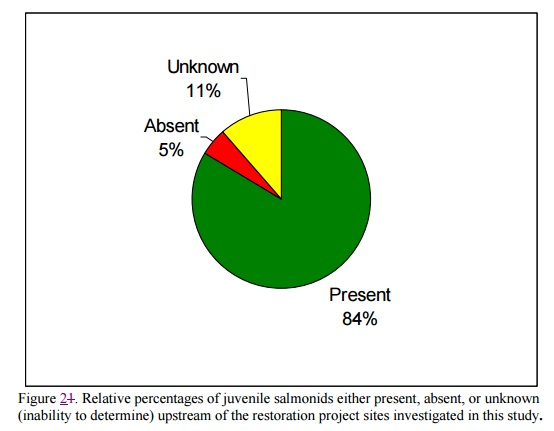 Unknown
11%
Absent
5%
Present
84%
Figure 21. Relative percentages of juvenile salmonids either present, absent, or unknown
(inability to determine) upstream of the restoration project sites investigated in this study.